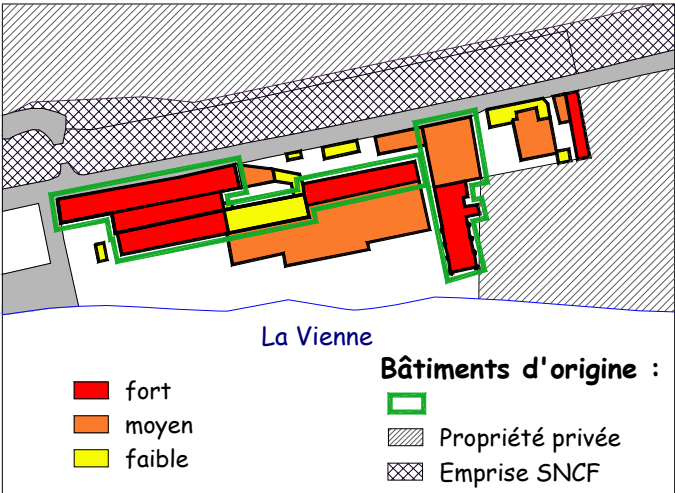 La Vienne
fort
moyen
faible
Bâtiments d'origine :
Propriété privée
Emprise SNCF